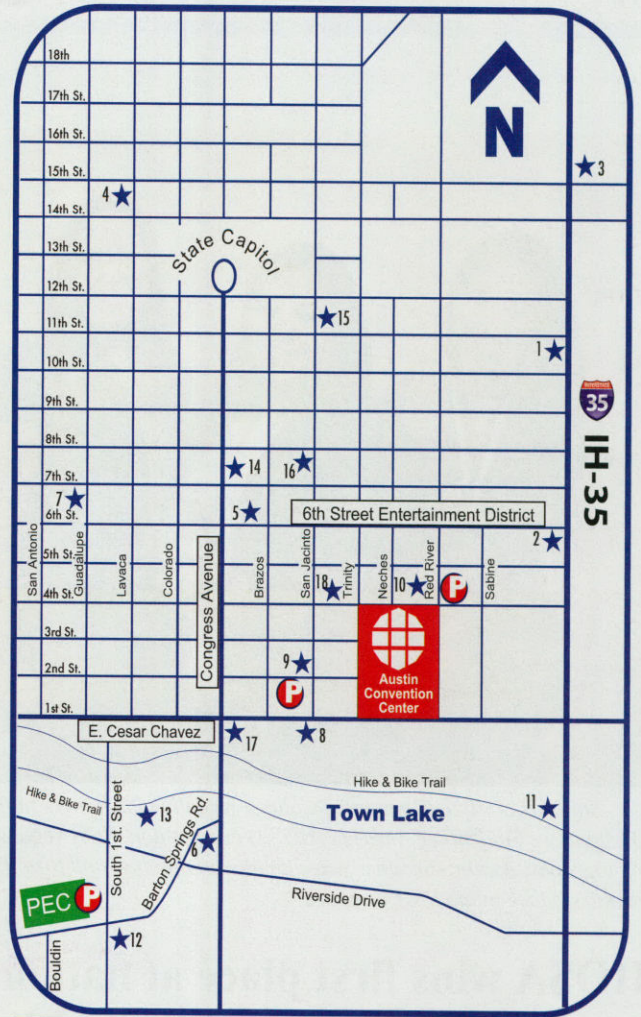 18th
17th St.
16th St.
15th St.
14th St.
13th St.
12th St.
11th St.
10th St.
9th St.
8th St.
7th St.
6th St.
5th St.
4th St.
3rd St.
2nd St.
1st St.
N
3
4
State Capitol
15
1
INTERSTATE
35
IH-35
14
16
7
5
6th Street Entertainment District
2
San Antonio
Guadalupe
Lavaca
Colorado
Congress Avenue
Brazos
San Jacinto
Trinity
Neches
Red River
Sabine
18
10
P
9
P
Austin
Convention
Center
E. Cesar Chavez
17
8
Hike & Bike Trail
Hike & Bike Trail
Town Lake
11
South 1st. Street
13
Barton Springs Rd.
6
Riverside Drive
PEC P
12
Bouldin